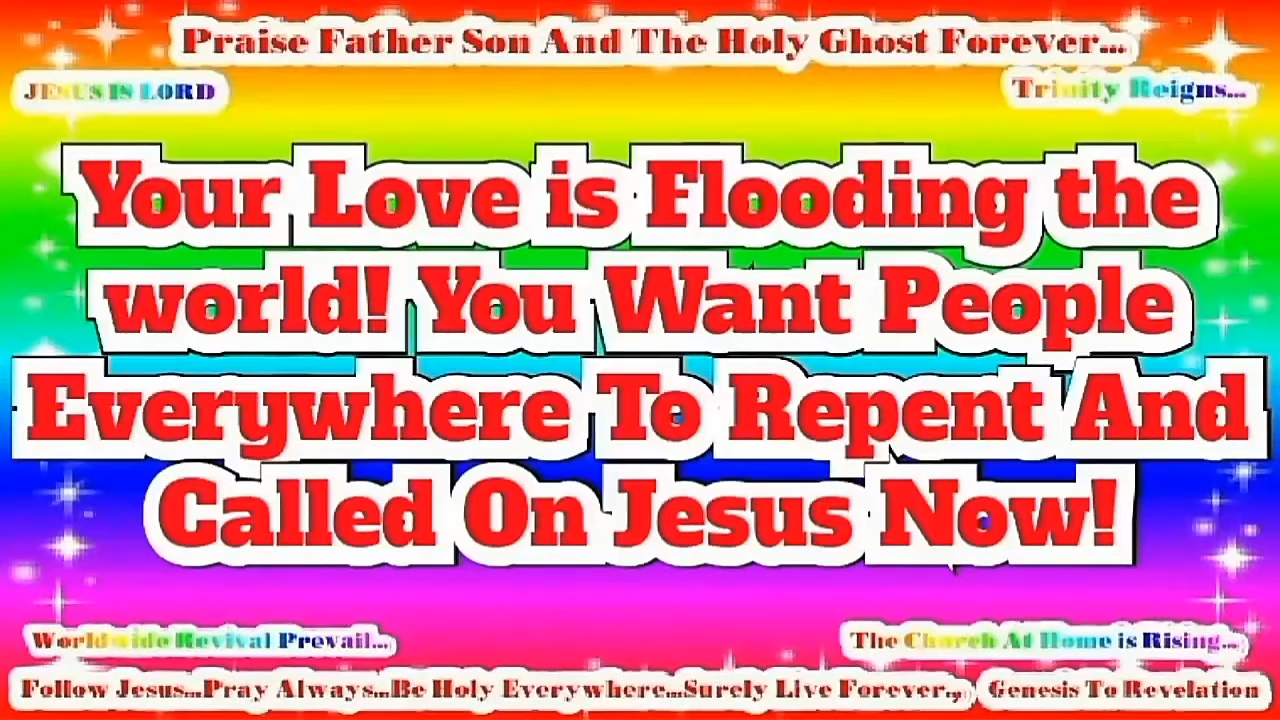 Praise Father Son And The Holy Ghost Forever...
JESUS IS LORD
Trinity Reigns...
Your Love is Flooding the
world! You Want People
Everywhere To Repent And
Called On Jesus Now!
Worldwide Revival Prevail...
The Church At Home is Rising...
Follow Jesus...Pray Always...Be Holy Everywhere...Surely Live Forever..,
Genesis To Revelation